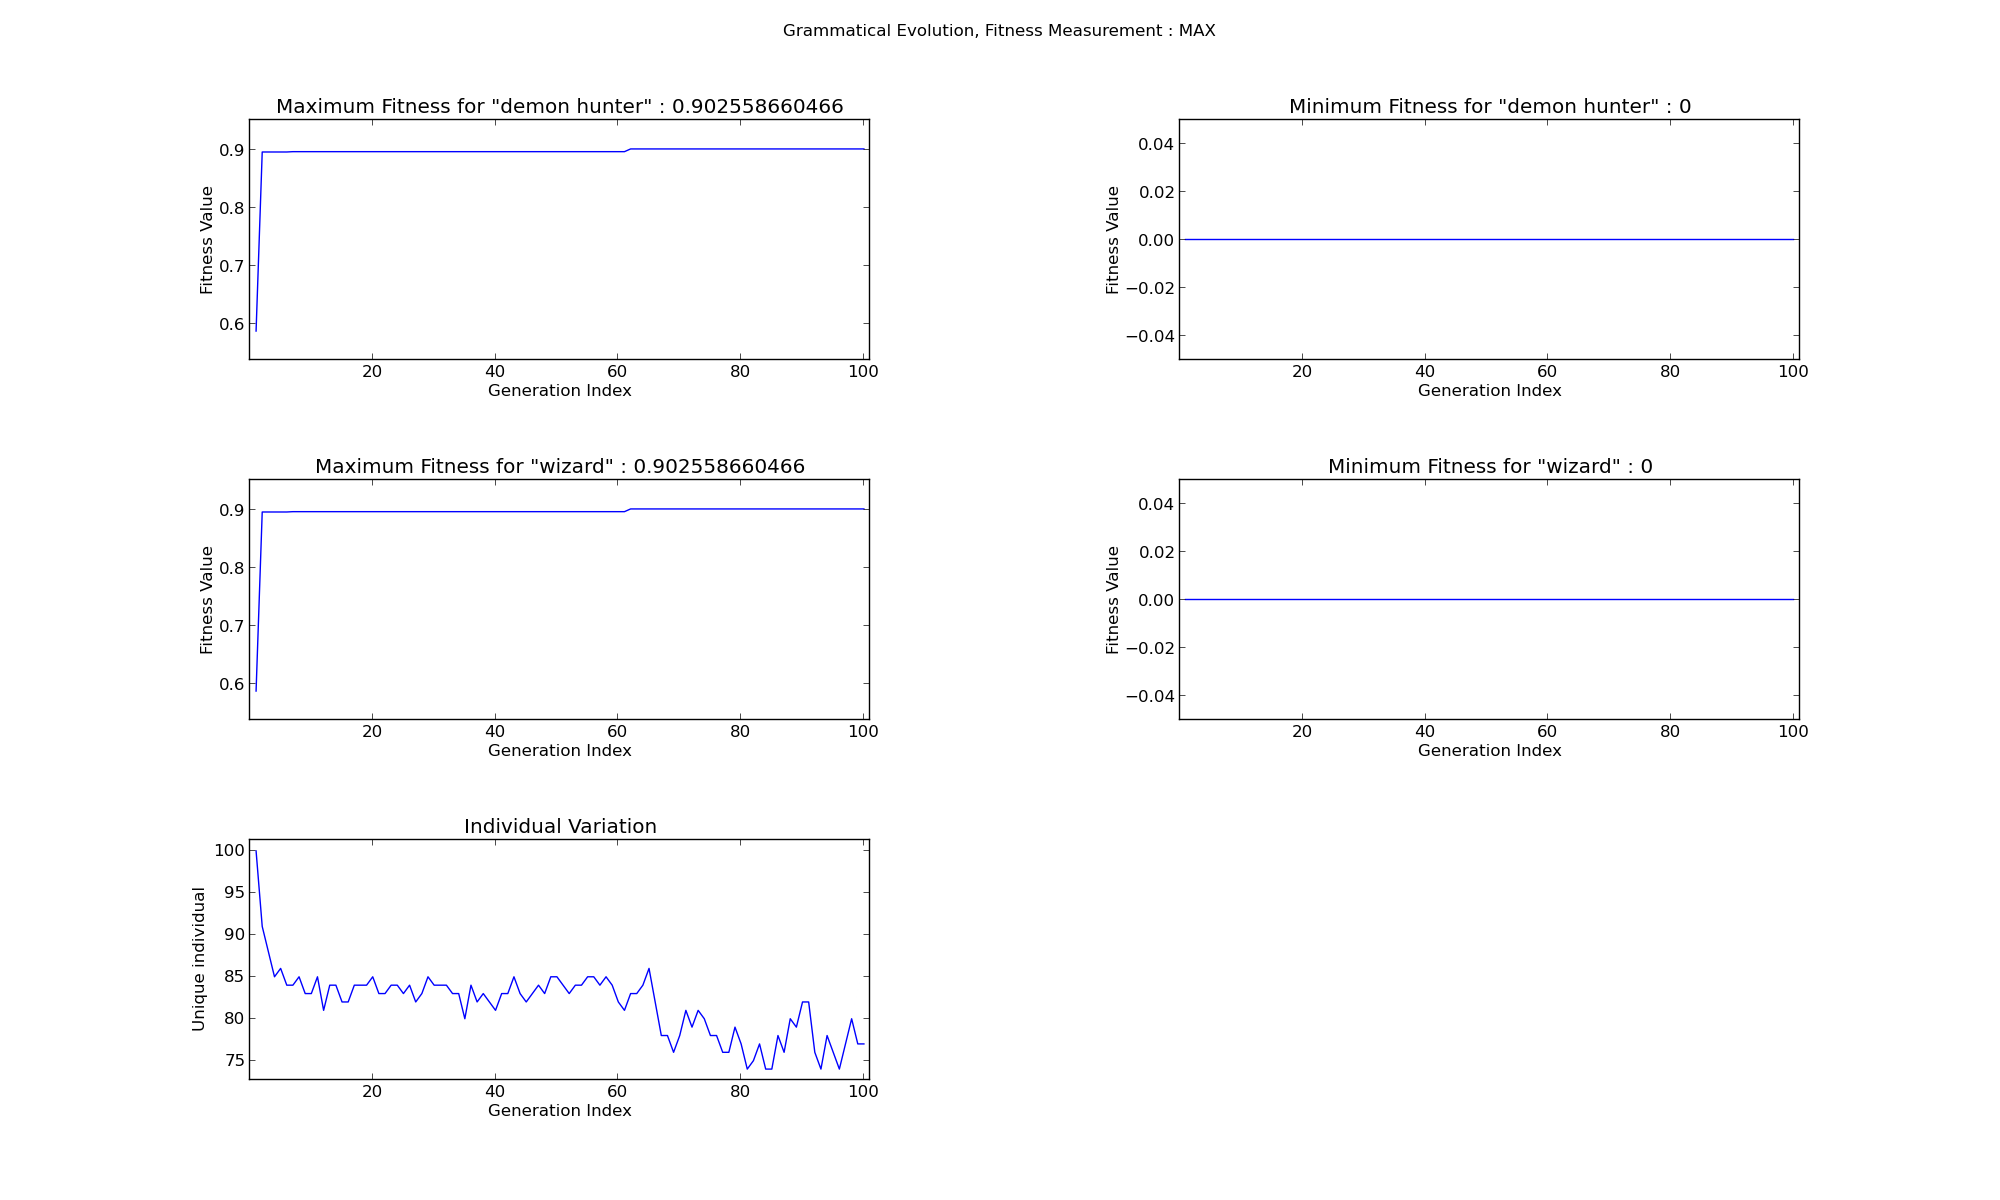 Grammatical Evolution, Fitness Measurement : MAX
Maximum Fitness for "demon hunter" : 0.902558660466
Fitness Value
0.9
0.8
0.7
0.6
20 40 60 80 100
Generation Index
Minimum Fitness for "demon hunter" : 0
Fitness Value
0.04
0.02
0.00
−0.02
−0.04
20 40 60 80 100
Generation Index
Maximum Fitness for "wizard" : 0.902558660466
Fitness Value
0.9
0.8
0.7
0.6
20 40 60 80 100
Generation Index
Minimum Fitness for "wizard" : 0
Fitness Value
0.04
0.02
0.00
−0.02
−0.04
20 40 60 80 100
Generation Index
Individual Variation
Unique individual
100
95
90
85
80
75
20 40 60 80 100
Generation Index